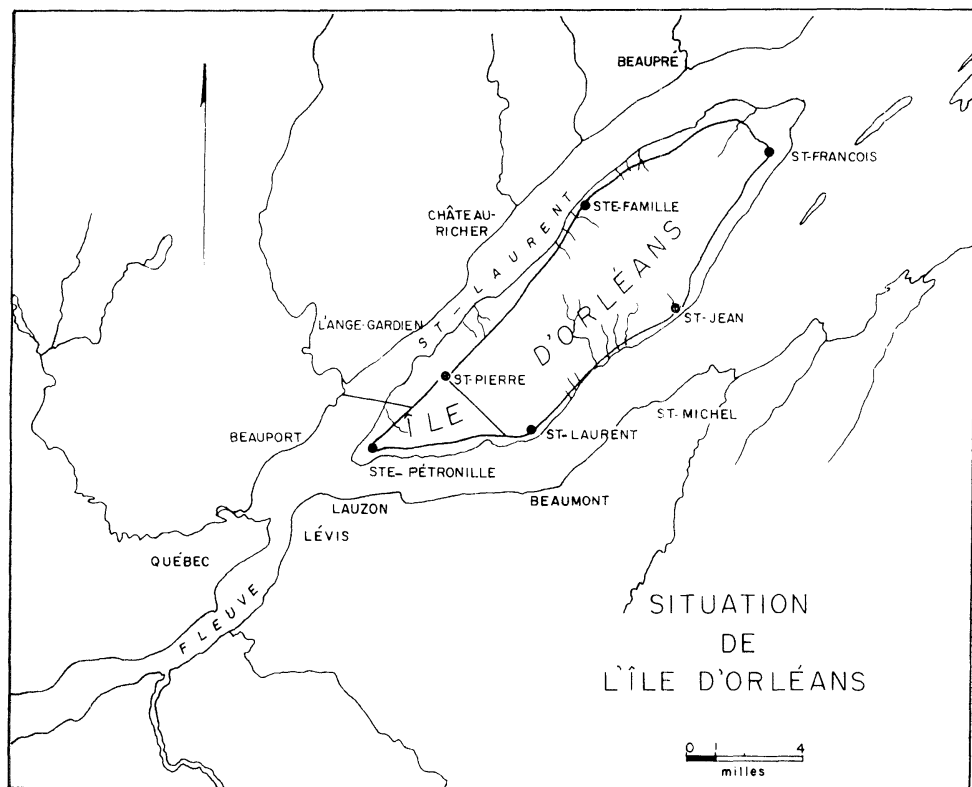 BEAUPRÉ
ST-FRANCOIS
STE-FAMILLE
CHÂTEAU-
RICHER
ST-LAURENT
D'ORLÉANS
ST-JEAN
L'ANGE-GARDIEN
ST-PIERRE
ÎLE
ST-MICHEL
BEAUPORT
ST-LAURENT
STE-PÉTRONILLE
BEAUMONT
LAUZON
LÉVIS
QUÉBEC
FLEUVE
SITUATION
DE
L'ÎLE D'ORLÉANS
0 1 4
milles